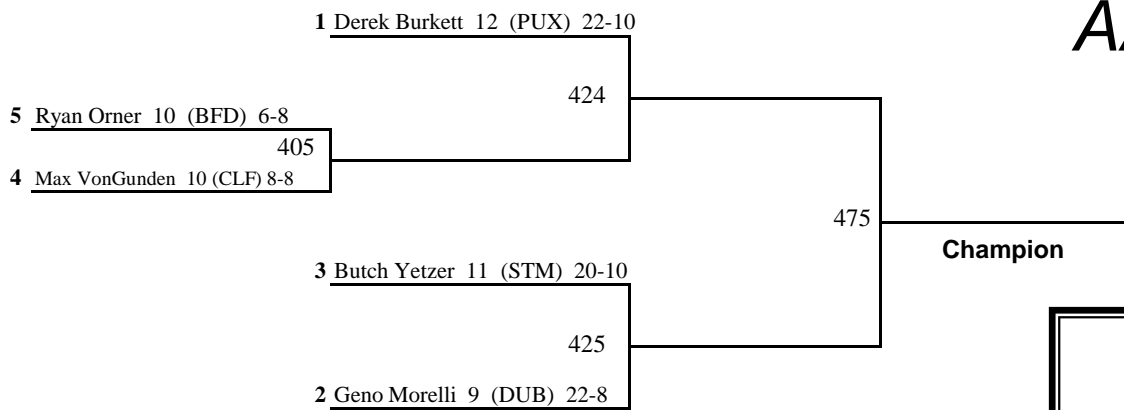 1 Derek Burkett 12 (PUX) 22-10
424
5 Ryan Orner 10 (BFD) 6-8
405
4 Max VonGunden 10 (CLF) 8-8
475
Champion
3 Butch Yetzer 11 (STM) 20-10
425
2 Geno Morelli 9 (DUB) 22-8